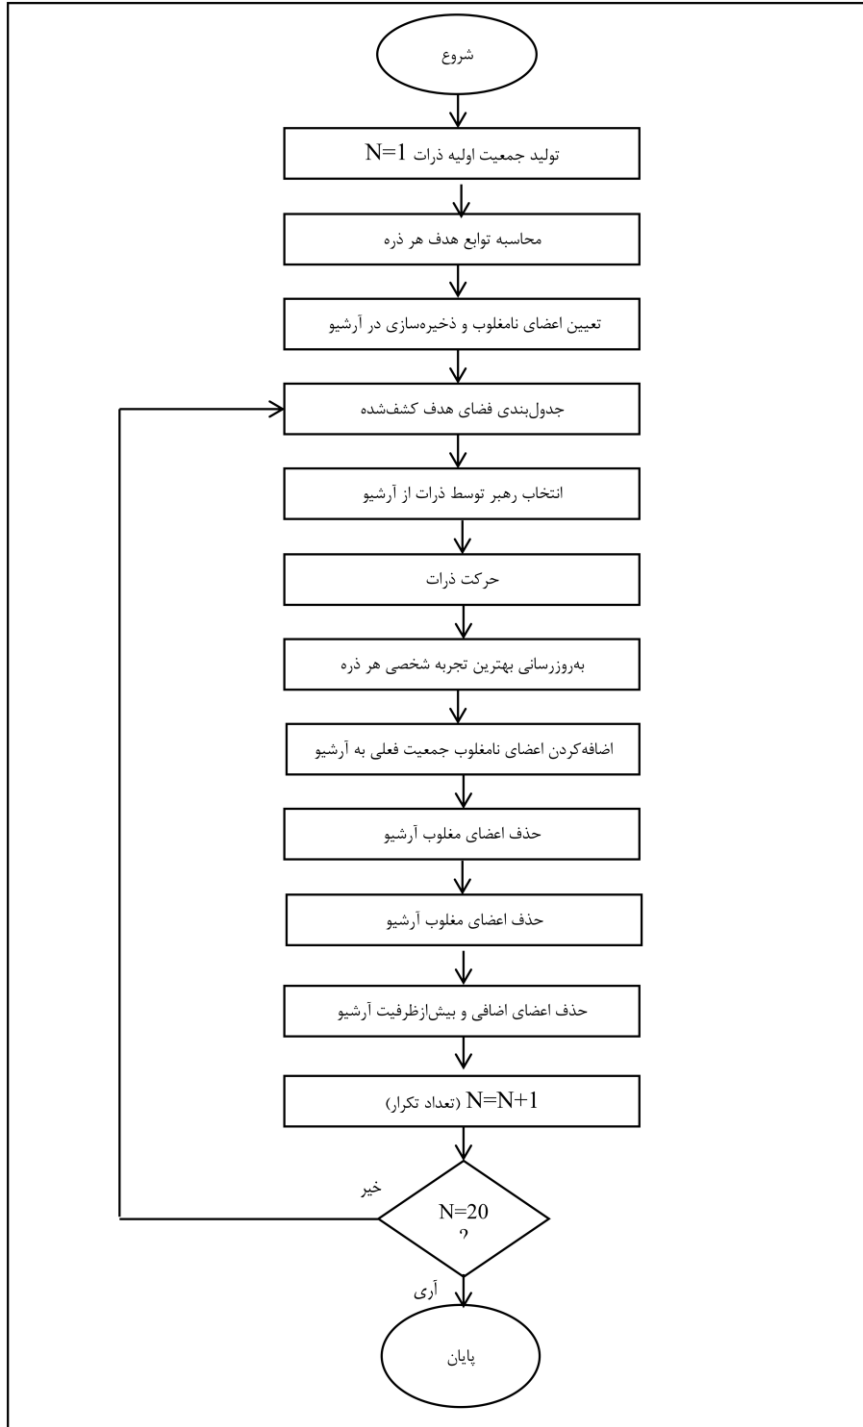 شروع
تولید جمعیت اولیه ذرات N=1
محاسبه توابع هدف هر ذره
تعیین اعضای نامغلوب و ذخیره‌سازی در آرشیو
جدول‌بندی فضای هدف کشف‌شده
انتخاب رهبر توسط ذرات از آرشیو
حرکت ذرات
به‌روزرسانی بهترین تجربه شخصی هر ذره
اضافه‌کردن اعضای نامغلوب جمعیت فعلی به آرشیو
حذف اعضای مغلوب آرشیو
حذف اعضای مغلوب آرشیو
حذف اعضای اضافی و بیش‌ازظرفیت آرشیو
N=N+1 (تعداد تکرار)
خیر
N=20
?
آری
پایان